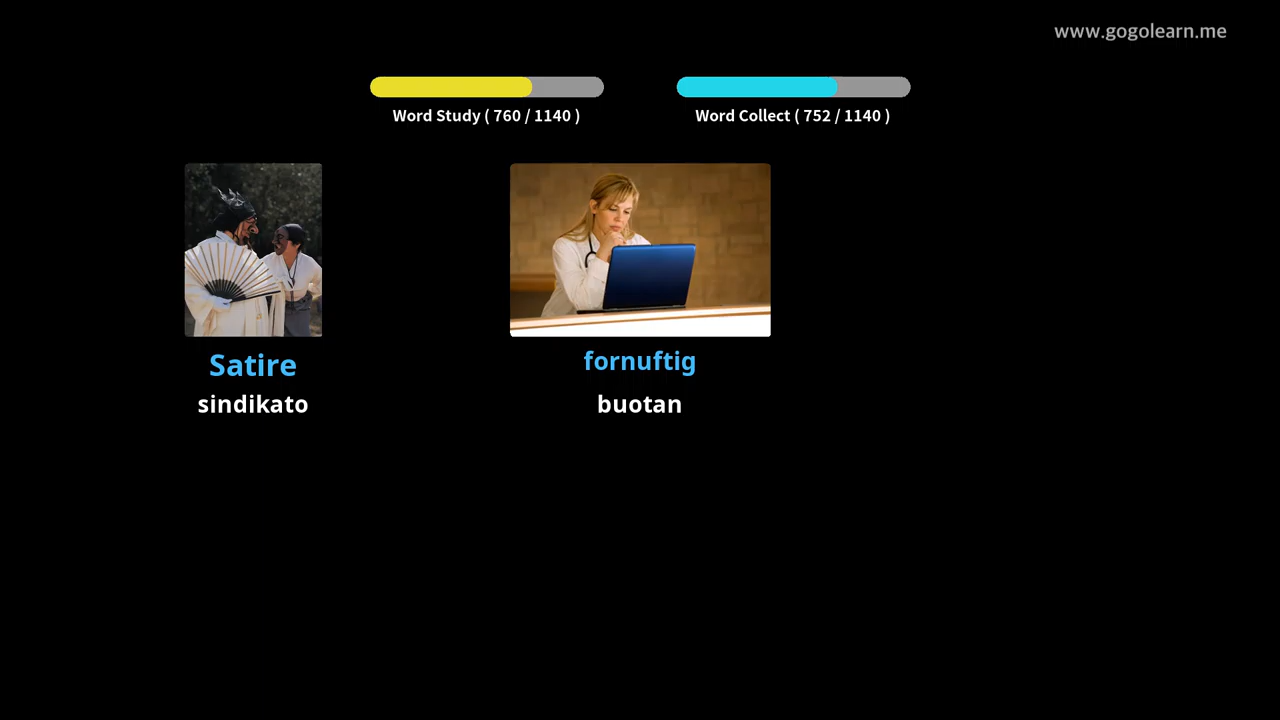 www.gogolearn.me
Word Study ( 760 / 1140 )
Word Collect ( 752 / 1140 )
Satire
sindikato
fornuftig
buotan